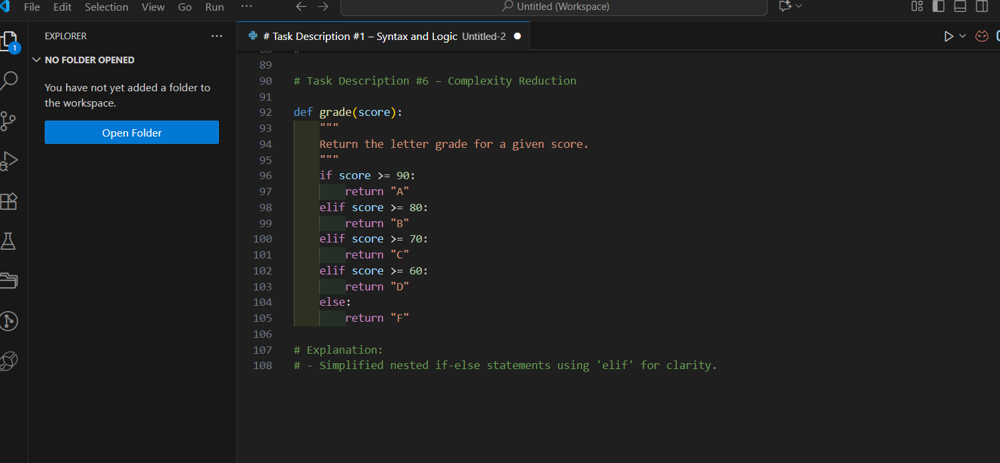 File Edit Selection View Go Run ···
Untitled (Workspace)
EXPLORER ···
NO FOLDER OPENED
You have not yet added a folder to
the workspace.
Open Folder
1
# Task Description #1 – Syntax and Logic Untitled-2
88 #
89
90 # Task Description #6 – Complexity Reduction
91
92 def grade(score):
93 """
94 Return the letter grade for a given score.
95 """
96 if score >= 90:
97 return "A"
98 elif score >= 80:
99 return "B"
100 elif score >= 70:
101 return "C"
102 elif score >= 60:
103 return "D"
104 else:
105 return "F"
106
107 # Explanation:
108 # - Simplified nested if-else statements using 'elif' for clarity.